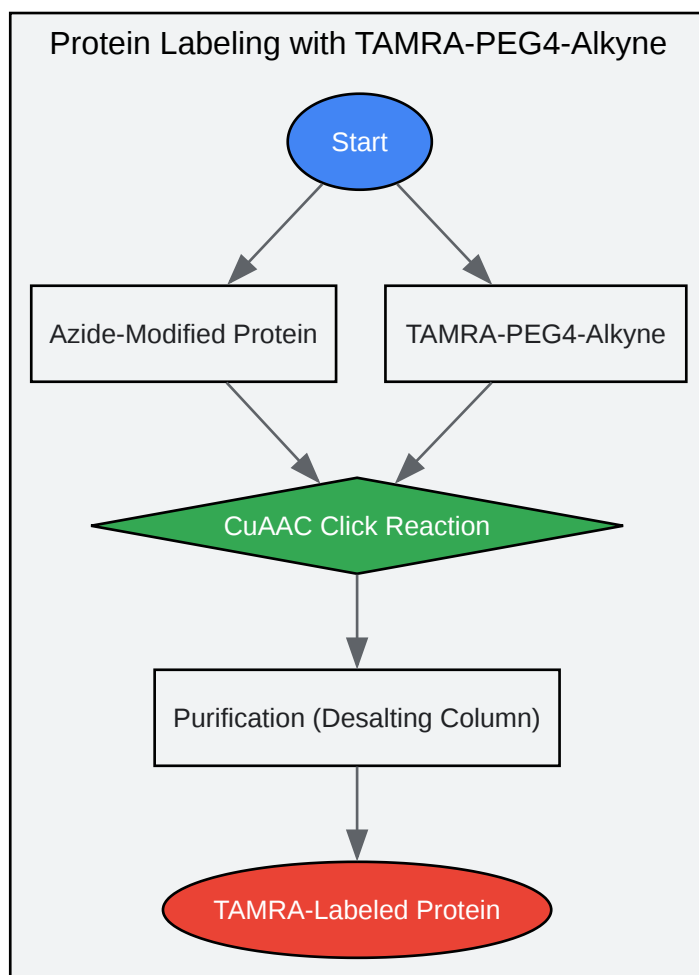 Protein Labeling with TAMRA-PEG4-Alkyne
Start
Azide-Modified Protein
TAMRA-PEG4-Alkyne
CuAAC Click Reaction
Purification (Desalting Column)
TAMRA-Labeled Protein